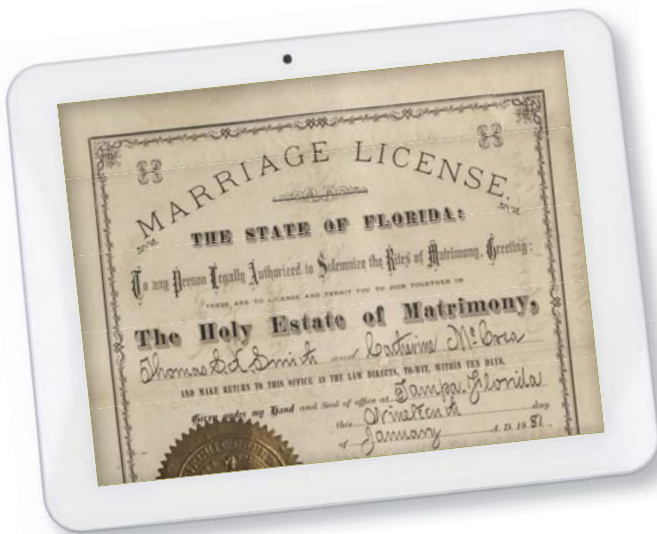 MARRIAGE LICENSE.
THE STATE OF FLORIDA:
To any Person Legally Authorized to Solemnize the Rites of Matrimony, Greeting:
THESE ARE TO LICENSE AND PERMIT YOU TO JOIN TOGETHER IN
The Holy Estate of Matrimony,
Thomas Smith and Catherine
AND MAKE RETURN TO THIS OFFICE AS THE LAW DIRECTS, TO-WIT, WITHIN TEN DAYS.
Given under my Hand and Seal of office at Tampa Florida
this Nineteenth day
of January A. D. 1881.